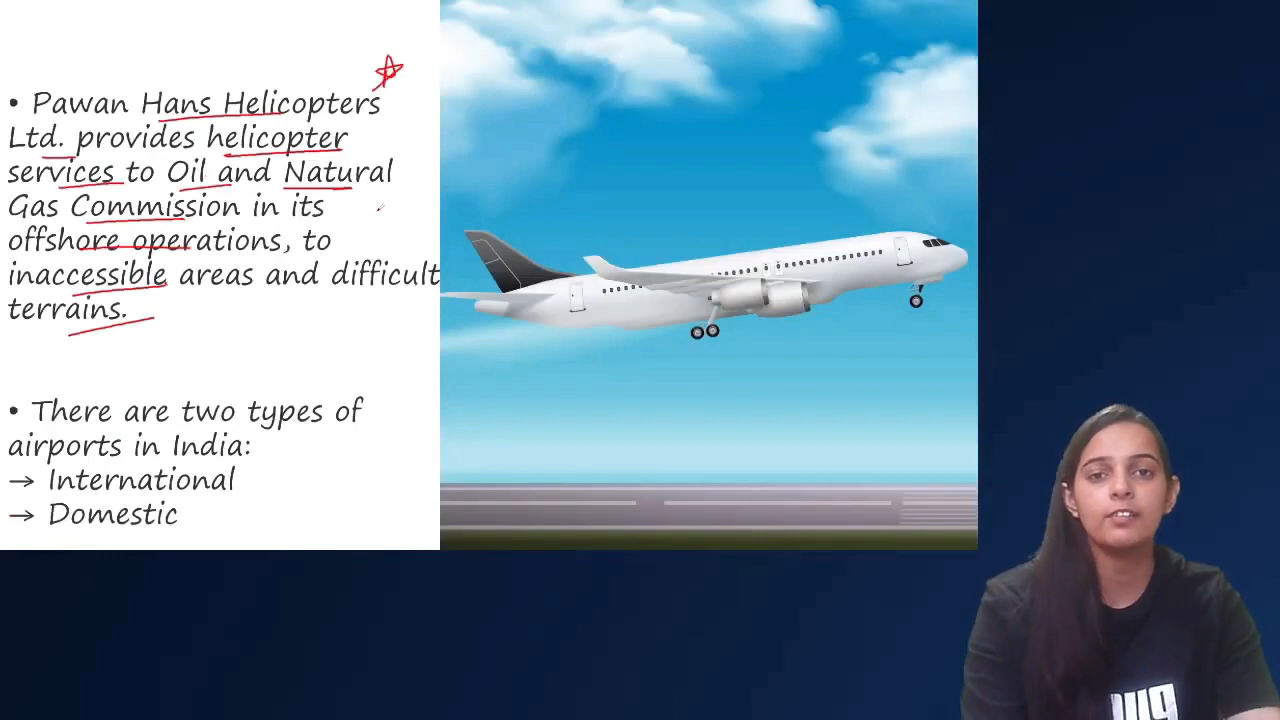 • Pawan Hans Helicopters
Ltd. provides helicopter
services to Oil and Natural
Gas Commission in its
offshore operations, to
inaccessible areas and difficult
terrains.
• There are two types of
airports in India:
→ International
→ Domestic